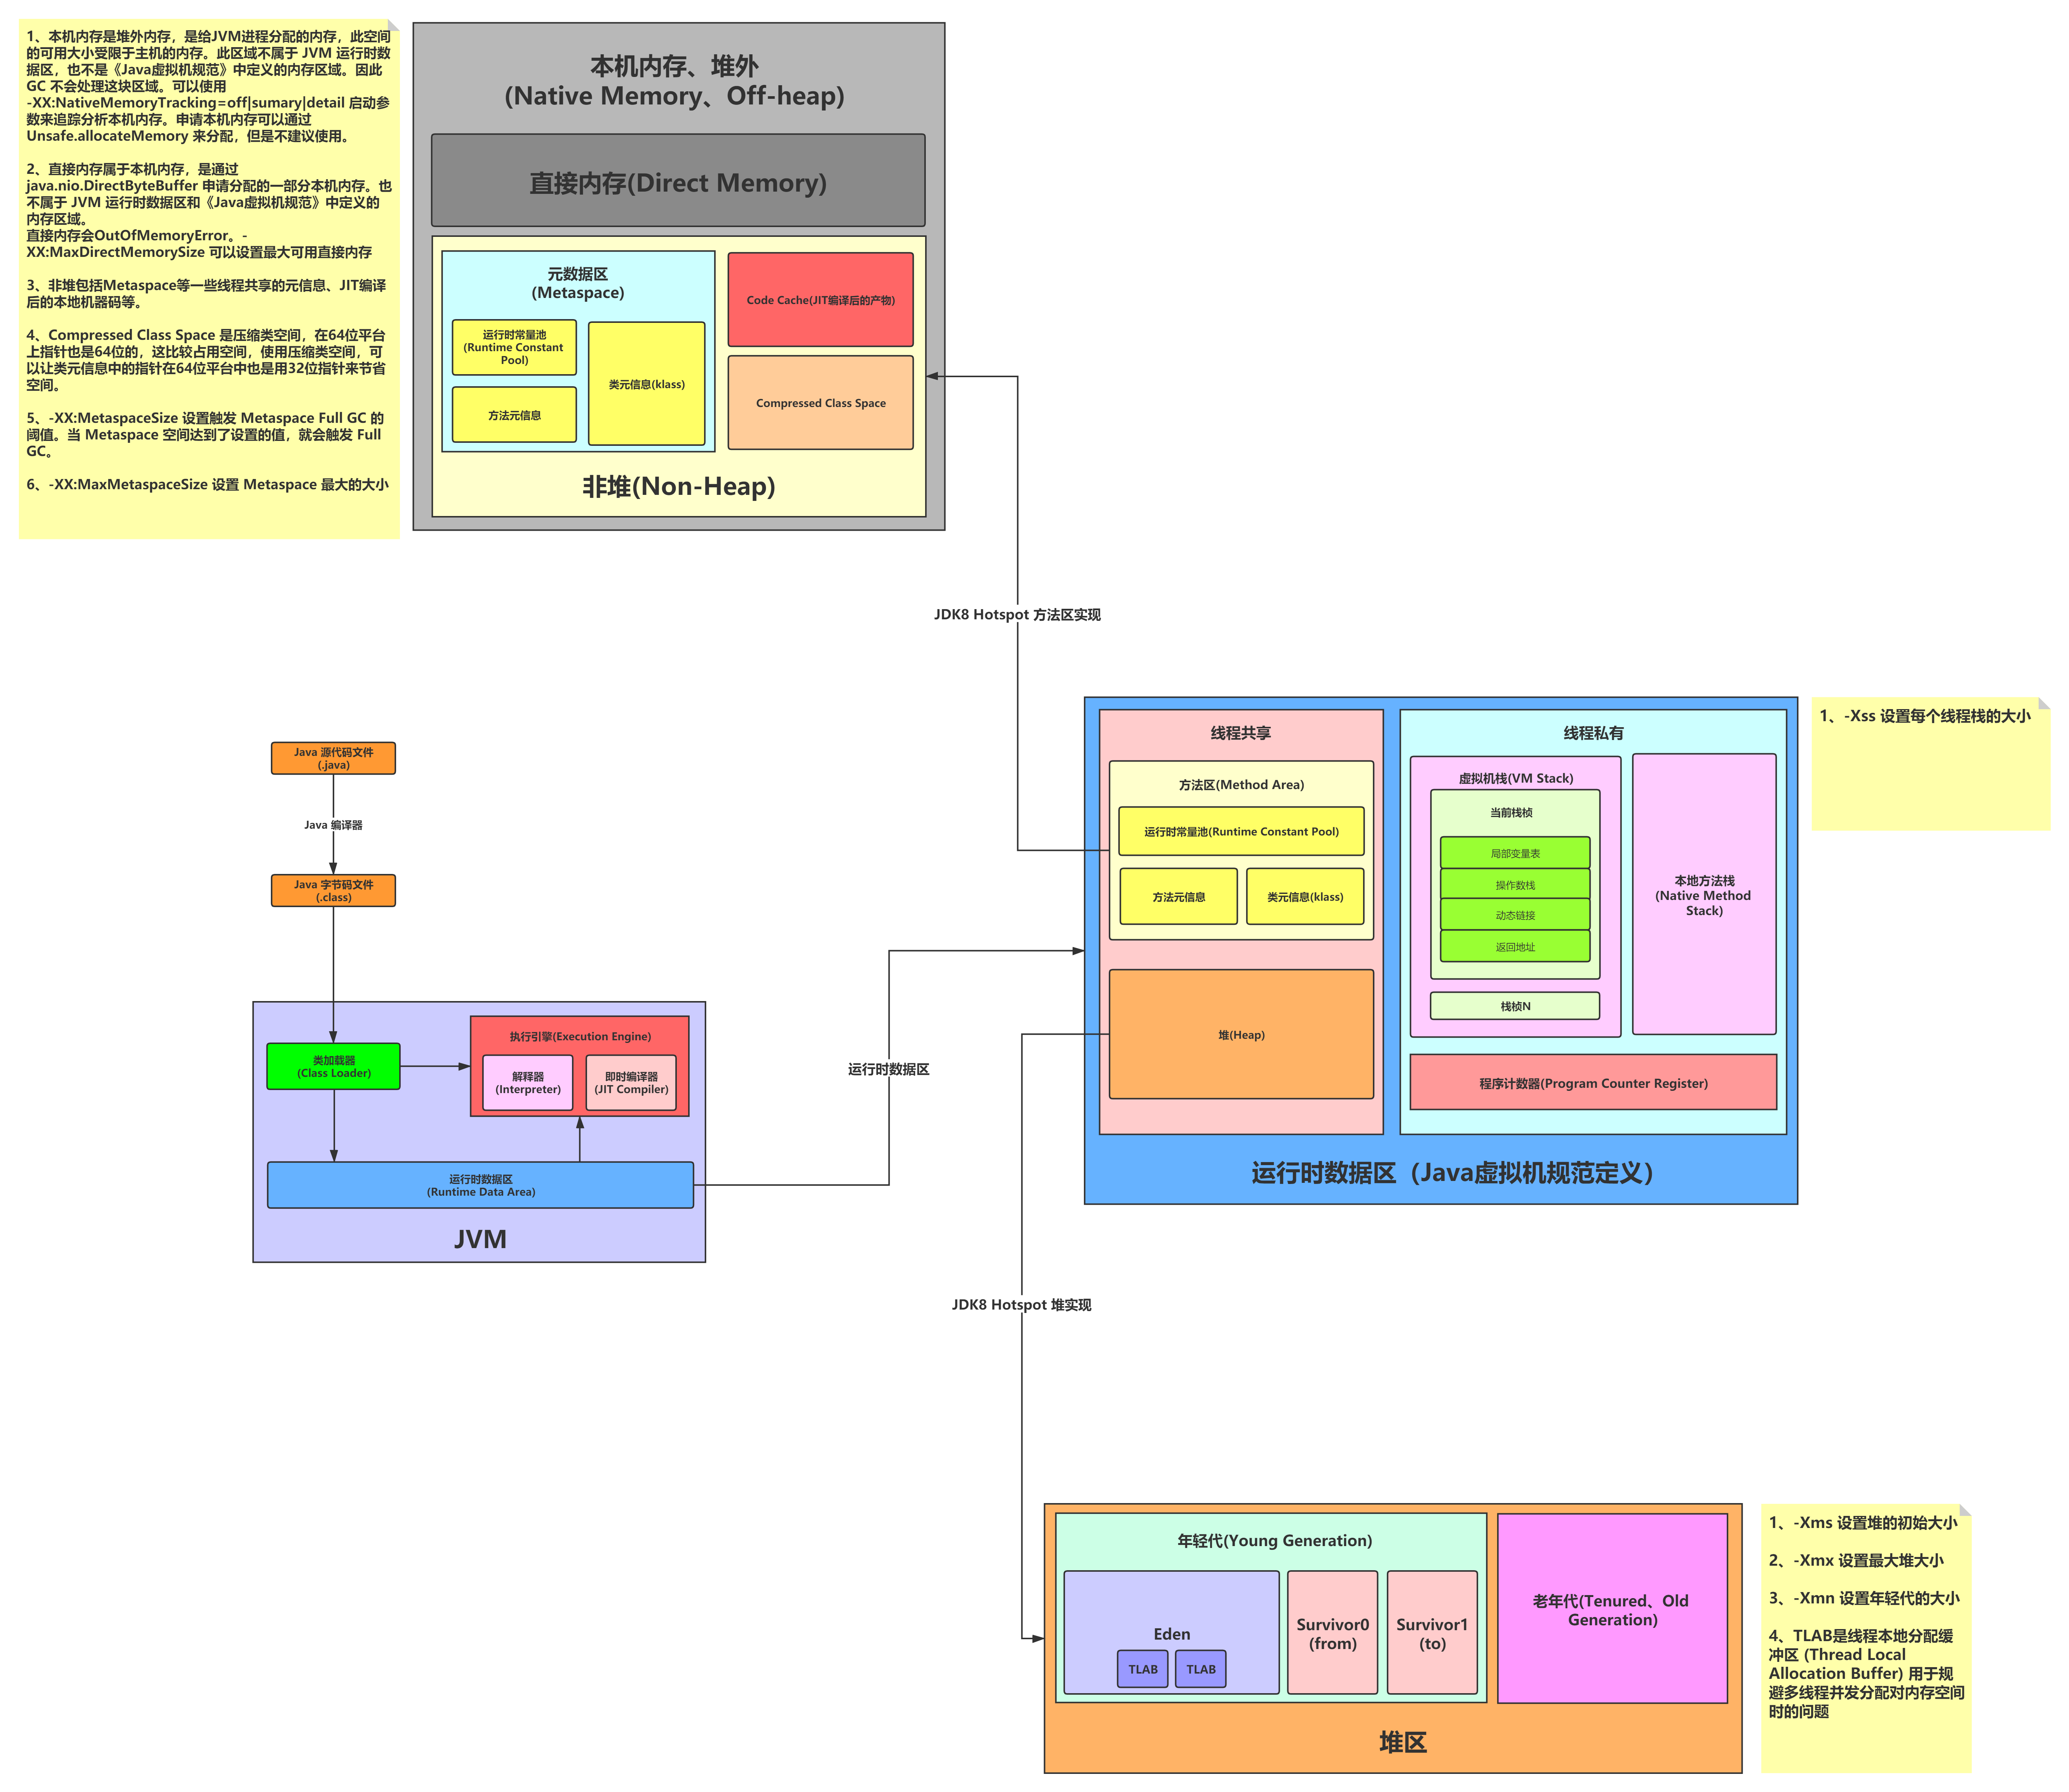 1、本机内存是堆外内存，是给JVM进程分配的内存，此空间
的可用大小受限于主机的内存。此区域不属于 JVM 运行时数
据区，也不是《Java虚拟机规范》中定义的内存区域。因此
GC 不会处理这块区域。可以使用
-XX:NativeMemoryTracking=off|sumary|detail 启动参
数来追踪分析本机内存。申请本机内存可以通过
Unsafe.allocateMemory 来分配，但是不建议使用。
2、直接内存属于本机内存，是通过
java.nio.DirectByteBuffer 申请分配的一部分本机内存。也
不属于 JVM 运行时数据区和《Java虚拟机规范》中定义的
内存区域。
直接内存会OutOfMemoryError。-
XX:MaxDirectMemorySize 可以设置最大可用直接内存
3、非堆包括Metaspace等一些线程共享的元信息、JIT编译
后的本地机器码等。
4、Compressed Class Space 是压缩类空间，在64位平台
上指针也是64位的，这比较占用空间，使用压缩类空间，可
以让类元信息中的指针在64位平台中也是用32位指针来节省
空间。
5、-XX:MetaspaceSize 设置触发 Metaspace Full GC 的
阈值。当 Metaspace 空间达到了设置的值，就会触发 Full
GC。
6、-XX:MaxMetaspaceSize 设置 Metaspace 最大的大小
本机内存、堆外
(Native Memory、Off-heap)
直接内存(Direct Memory)
元数据区
(Metaspace)
运行时常量池
(Runtime Constant
Pool)
方法元信息
类元信息(klass)
Code Cache(JIT编译后的产物)
Compressed Class Space
非堆(Non-Heap)
JDK8 Hotspot 方法区实现
Java 源代码文件
(.java)
Java 编译器
Java 字节码文件
(.class)
类加载器
(Class Loader)
执行引擎(Execution Engine)
解释器
(Interpreter)
即时编译器
(JIT Compiler)
运行时数据区
(Runtime Data Area)
JVM
运行时数据区
线程共享
方法区(Method Area)
运行时常量池(Runtime Constant Pool)
方法元信息
类元信息(klass)
堆(Heap)
线程私有
虚拟机栈(VM Stack)
当前栈桢
局部变量表
操作数栈
动态链接
返回地址
栈桢N
本地方法栈
(Native Method
Stack)
程序计数器(Program Counter Register)
运行时数据区（Java虚拟机规范定义）
1、-Xss 设置每个线程栈的大小
JDK8 Hotspot 堆实现
年轻代(Young Generation)
Eden
TLAB
TLAB
Survivor0
(from)
Survivor1
(to)
老年代(Tenured、Old
Generation)
堆区
1、-Xms 设置堆的初始大小
2、-Xmx 设置最大堆大小
3、-Xmn 设置年轻代的大小
4、TLAB是线程本地分配缓
冲区 (Thread Local
Allocation Buffer) 用于规
避多线程并发分配对内存空间
时的问题